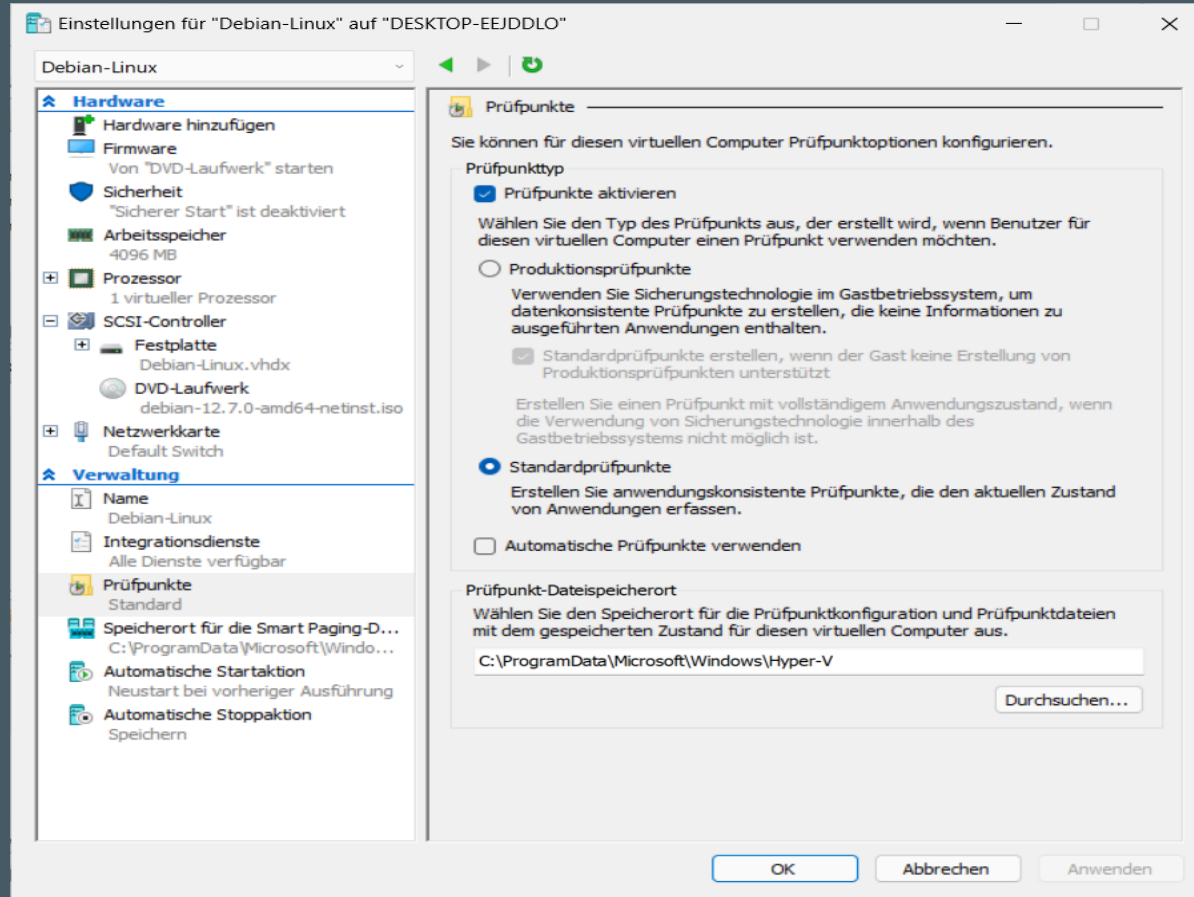 Einstellungen für "Debian-Linux" auf "DESKTOP-EEJDDLO"
Debian-Linux
Hardware
Hardware hinzufügen
Firmware
Von "DVD-Laufwerk" starten
Sicherheit
"Sicherer Start" ist deaktiviert
Arbeitsspeicher
4096 MB
Prozessor
1 virtueller Prozessor
SCSI-Controller
Festplatte
Debian-Linux.vhdx
DVD-Laufwerk
debian-12.7.0-amd64-netinst.iso
Netzwerkkarte
Default Switch
Verwaltung
Name
Debian-Linux
Integrationsdienste
Alle Dienste verfügbar
Prüfpunkte
Standard
Speicherort für die Smart Paging-D...
C:\ProgramData\Microsoft\Windo...
Automatische Startaktion
Neustart bei vorheriger Ausführung
Automatische Stoppaktion
Speichern
Prüfpunkte
Sie können für diesen virtuellen Computer Prüfpunktoptionen konfigurieren.
Prüfpunkttyp
Prüfpunkte aktivieren
Wählen Sie den Typ des Prüfpunkts aus, der erstellt wird, wenn Benutzer für
diesen virtuellen Computer einen Prüfpunkt verwenden möchten.
Produktionsprüfpunkte
Verwenden Sie Sicherungstechnologie im Gastbetriebssystem, um
datenkonsistente Prüfpunkte zu erstellen, die keine Informationen zu
ausgeführten Anwendungen enthalten.
Standardprüfpunkte erstellen, wenn der Gast keine Erstellung von
Produktionsprüfpunkten unterstützt
Erstellen Sie einen Prüfpunkt mit vollständigem Anwendungszustand, wenn
die Verwendung von Sicherungstechnologie innerhalb des
Gastbetriebssystems nicht möglich ist.
Standardprüfpunkte
Erstellen Sie anwendungskonsistente Prüfpunkte, die den aktuellen Zustand
von Anwendungen erfassen.
Automatische Prüfpunkte verwenden
Prüfpunkt-Dateispeicherort
Wählen Sie den Speicherort für die Prüfpunktkonfiguration und Prüfpunktdateien
mit dem gespeicherten Zustand für diesen virtuellen Computer aus.
C:\ProgramData\Microsoft\Windows\Hyper-V
Durchsuchen...
OK
Abbrechen
Anwenden